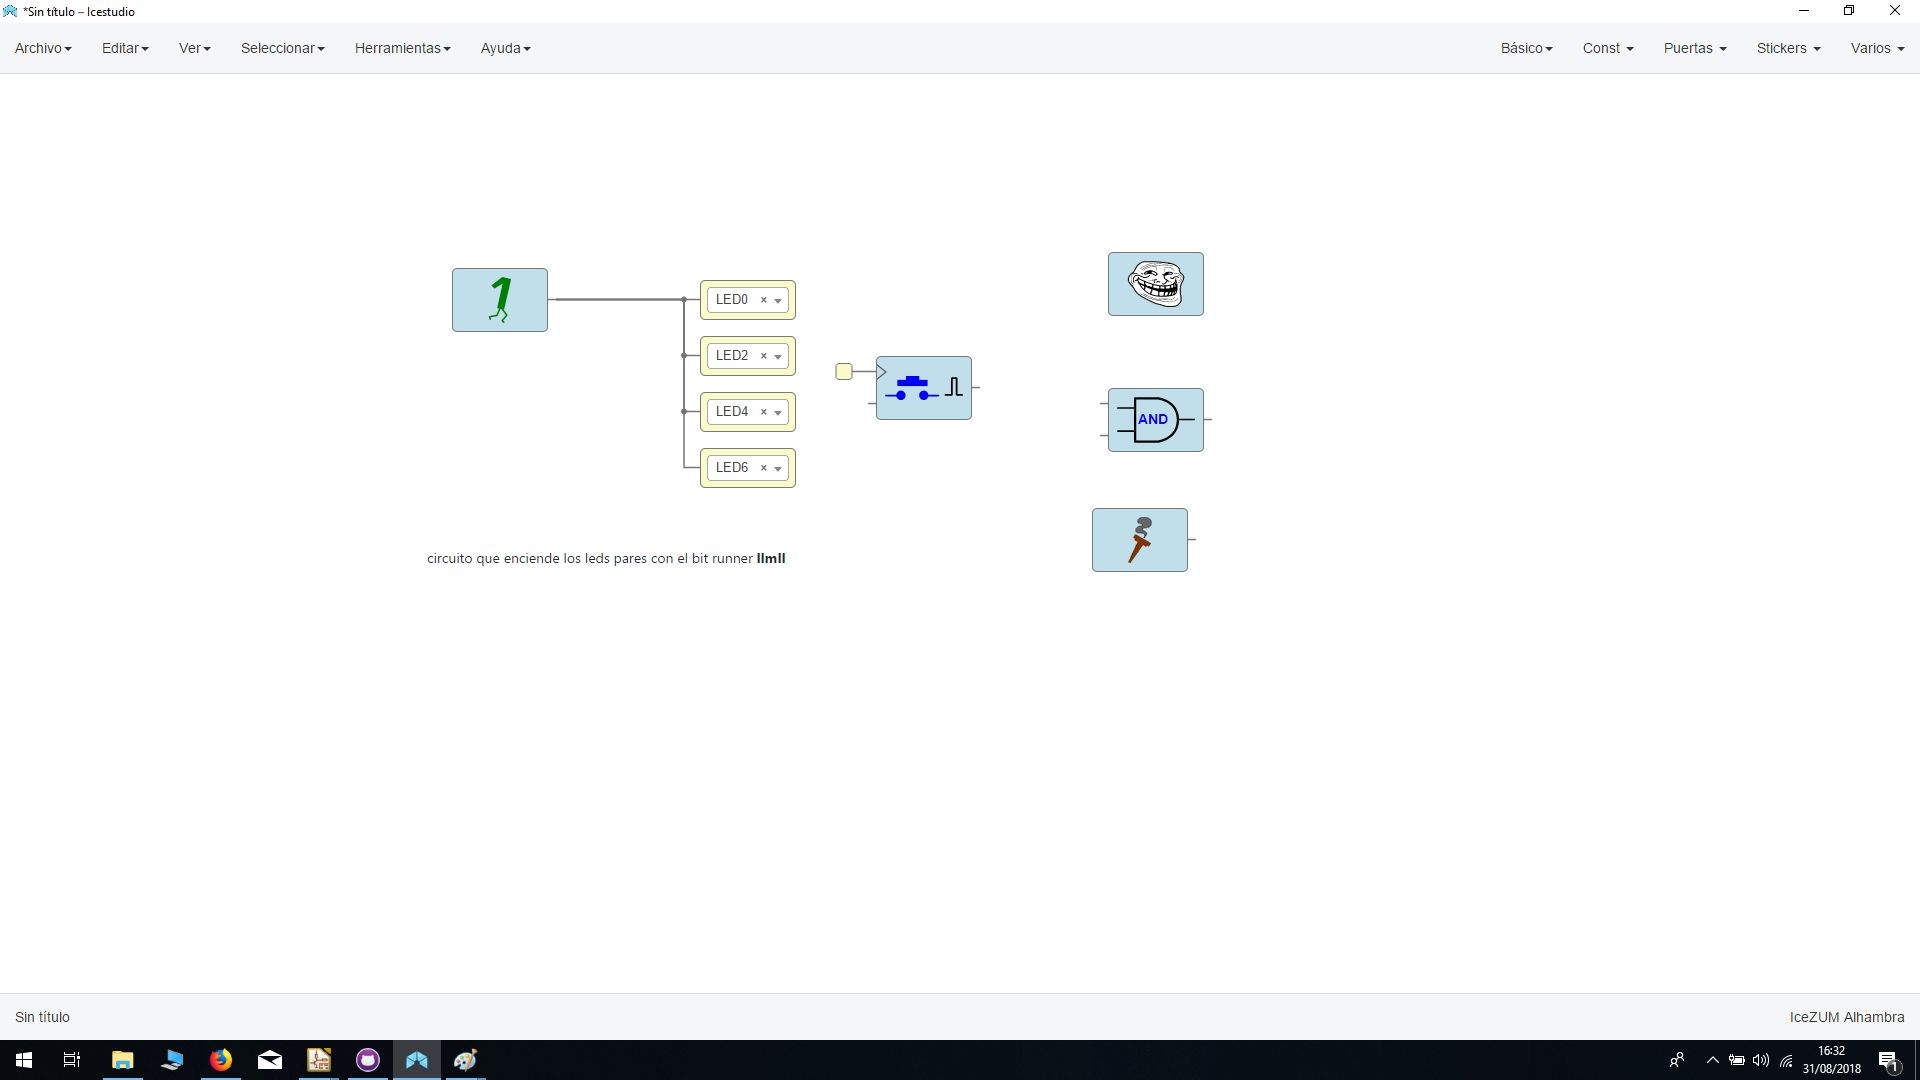 *Sin título – Icestudio
Archivo Editar Ver Seleccionar Herramientas Ayuda Básico Const Puertas Stickers Varios
1
LED0 ×
LED2 ×
LED4 ×
LED6 ×
AND
circuito que enciende los leds pares con el bit runner llmll
Sin título IceZUM Alhambra
16:32
31/08/2018
1